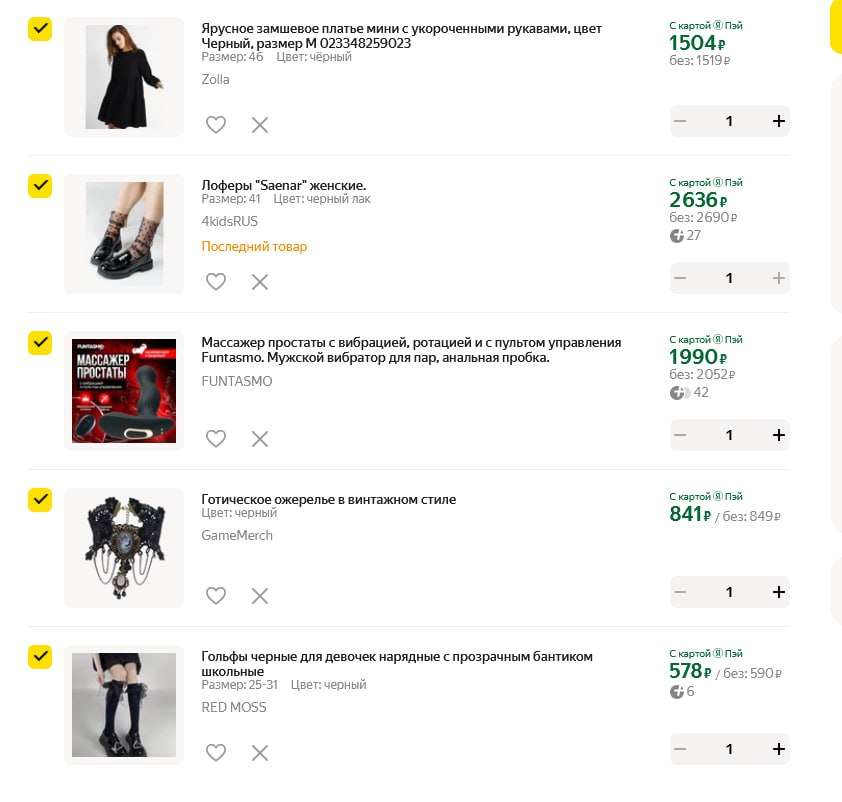 Ярусное замшевое платье мини с укороченными рукавами, цвет
Черный, размер M 023348259023
Размер: 46 Цвет: чёрный
Zolla
С картой Я Пэй
1504 ₽
без: 1519 ₽
1
Лоферы "Saenar" женские.
Размер: 41 Цвет: черный лак
4kidsRUS
Последний товар
С картой Я Пэй
2636 ₽
без: 2690 ₽
27
1
FUNTASMO
МАССАЖЕР
ПРОСТАТЫ
Массажер простаты с вибрацией, ротацией и с пультом управления
Funtasmo. Мужской вибратор для пар, анальная пробка.
FUNTASMO
С картой Я Пэй
1990 ₽
без: 2052 ₽
42
1
Готическое ожерелье в винтажном стиле
Цвет: черный
GameMerch
С картой Я Пэй
841 ₽ / без: 849 ₽
1
Гольфы черные для девочек нарядные с прозрачным бантиком
школьные
Размер: 25-31 Цвет: черный
RED MOSS
С картой Я Пэй
578 ₽ / без: 590 ₽
6
1